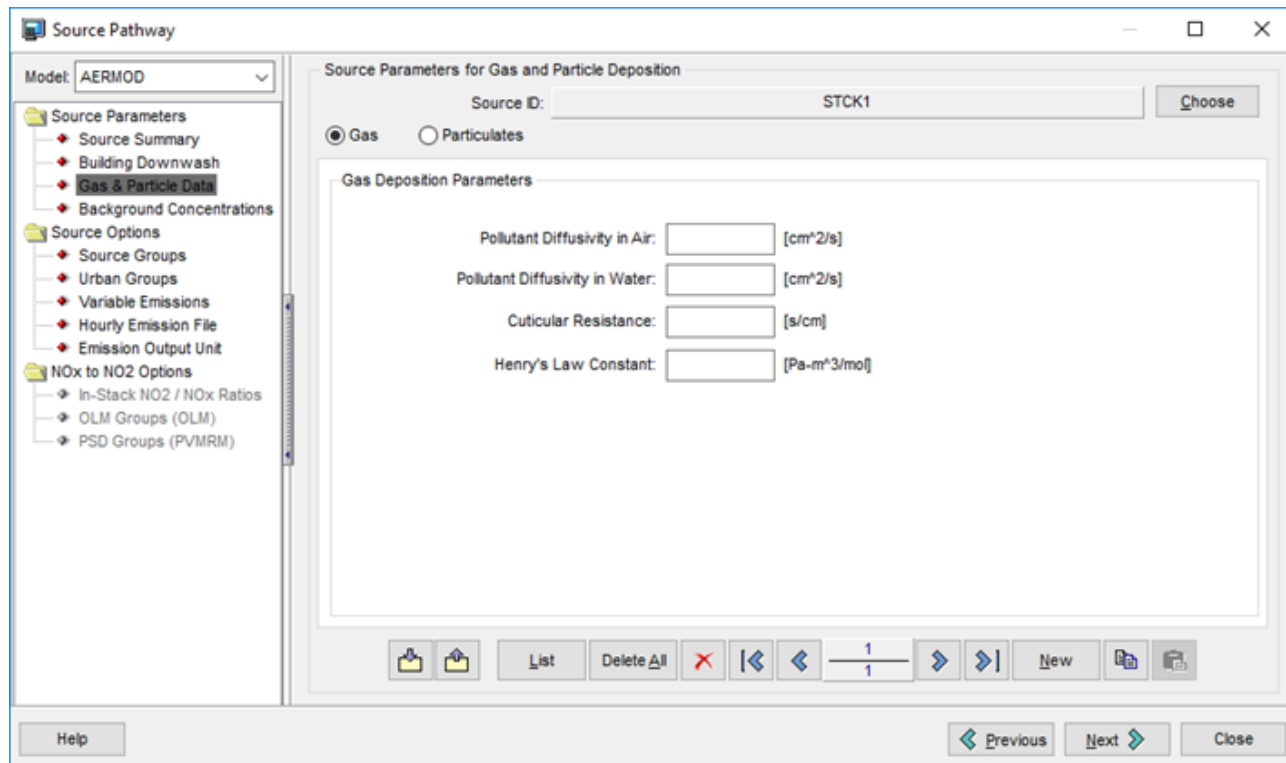 Source Pathway
Model: AERMOD
Source Parameters
Source Summary
Building Downwash
Gas & Particle Data
Background Concentrations
Source Options
Source Groups
Urban Groups
Variable Emissions
Hourly Emission File
Emission Output Unit
NOx to NO2 Options
In-Stack NO2 / NOx Ratios
OLM Groups (OLM)
PSD Groups (PVMRM)
Source Parameters for Gas and Particle Deposition
Source ID: STCK1 Choose
Gas Particulates
Gas Deposition Parameters
Pollutant Diffusivity in Air: [cm^2/s]
Pollutant Diffusivity in Water: [cm^2/s]
Cuticular Resistance: [s/cm]
Henry's Law Constant: [Pa-m^3/mol]
List Delete All 1 New
1
Help Previous Next Close